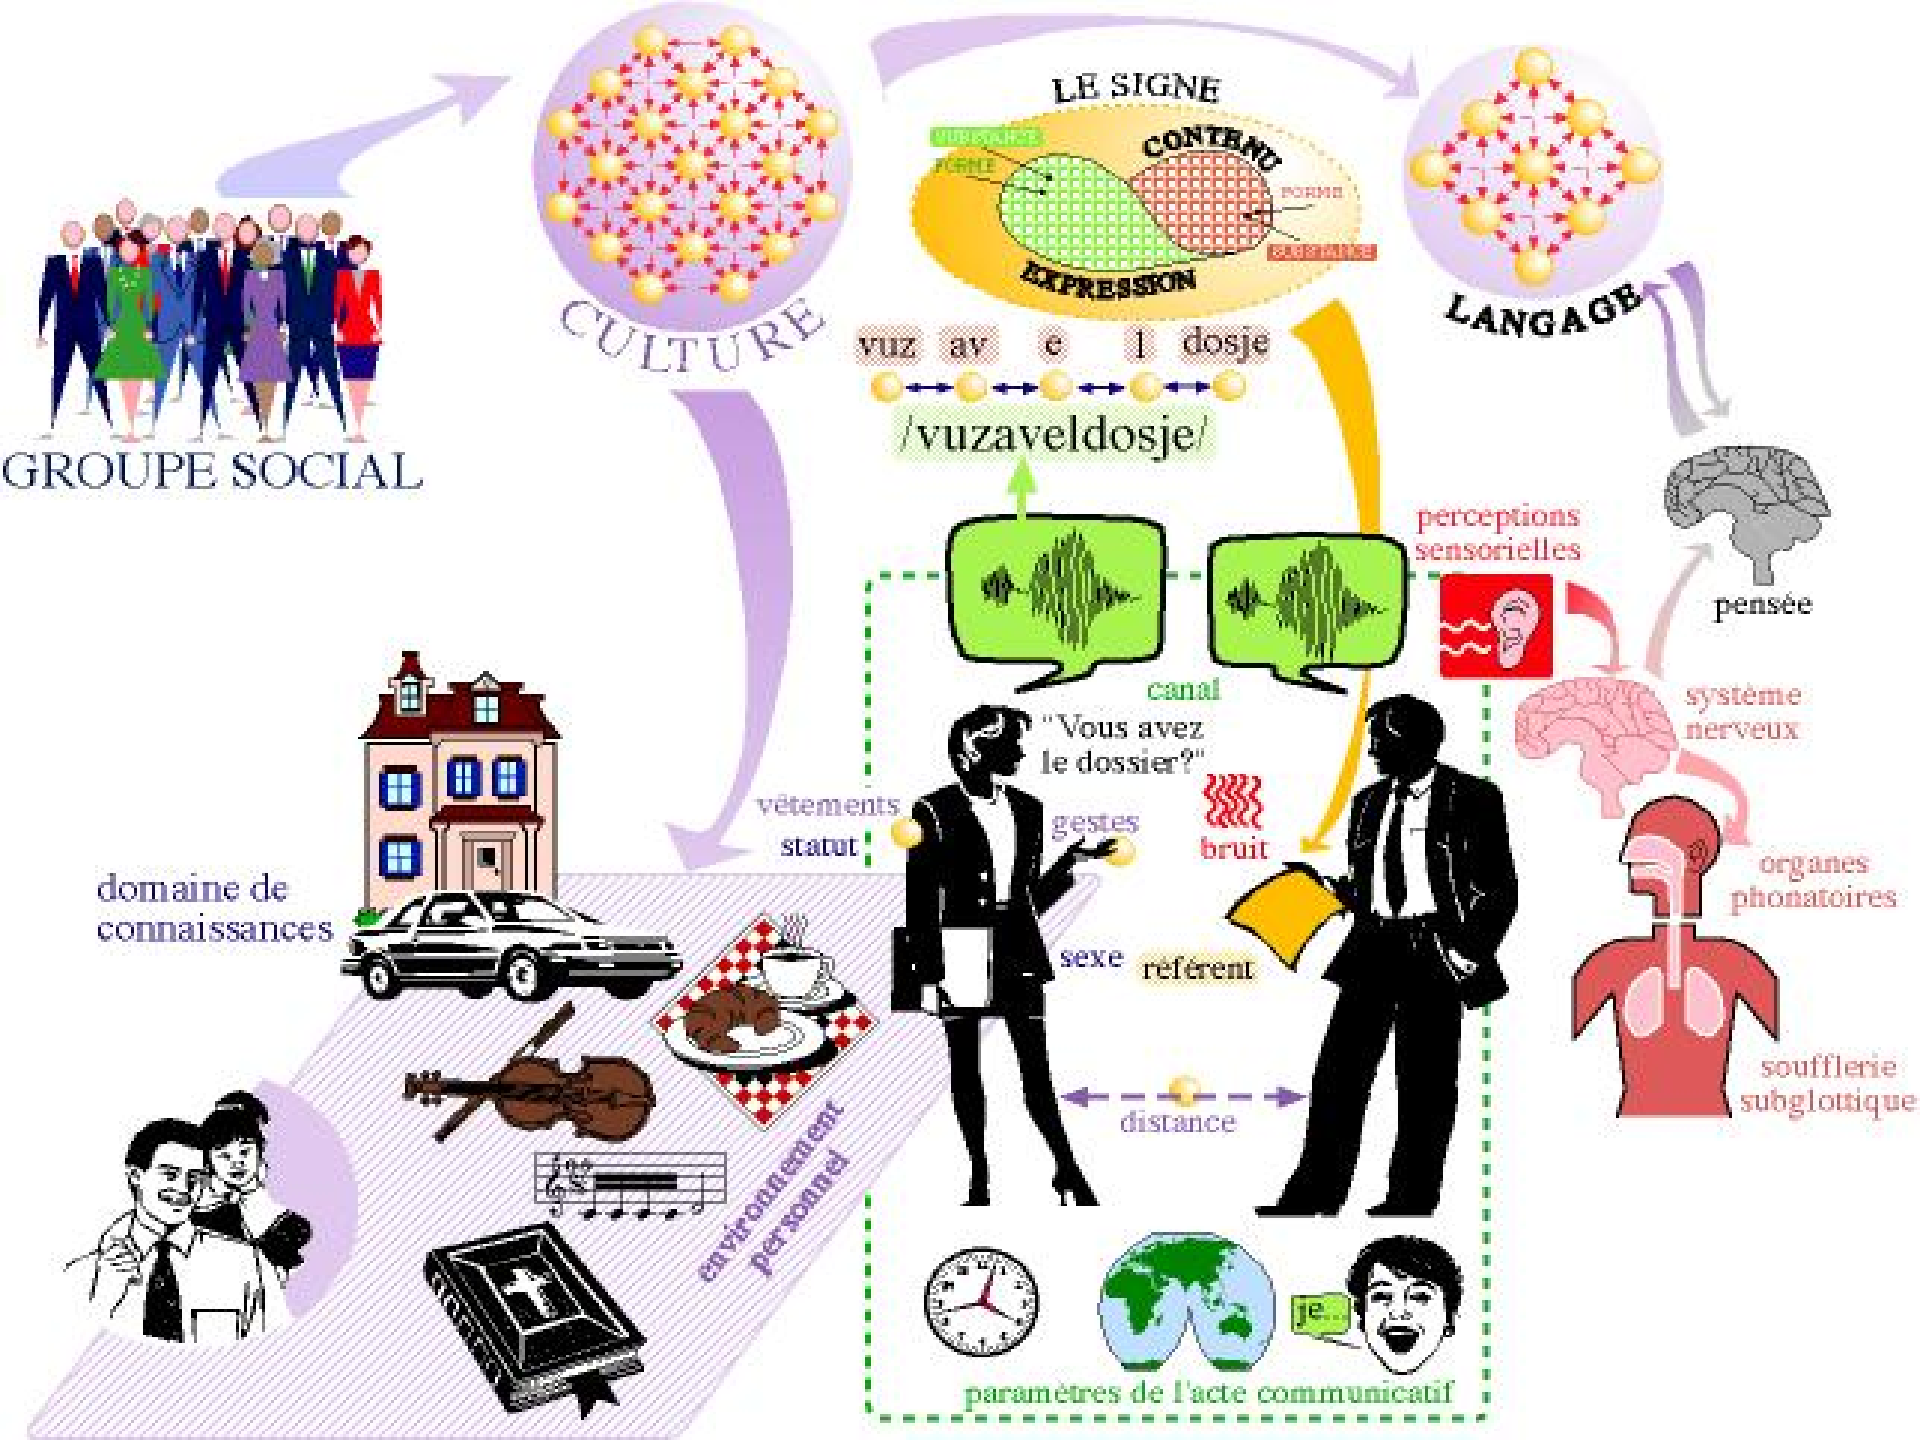 LE SIGNE
SUBSTANCE
FORME
CONTENU
FORME
SUBSTANCE
EXPRESSION
CULTURE
LANGAGE
vuz av e l dosje
/vuzaveldosje/
GROUPE SOCIAL
perceptions
sensorielles
pensée
canal
système
nerveux
"Vous avez
le dossier?"
vêtements
statut
gestes
bruit
organes
phonatoires
domaine de
connaissances
sexe
référent
soufflerie
subglottique
distance
environnement
personnel
je...
paramètres de l'acte communicatif